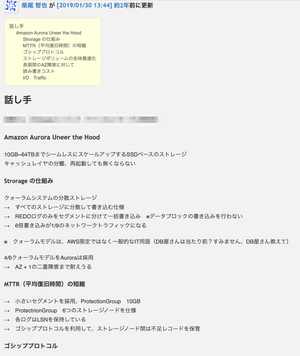 柴尾 哲也 が [2019/01/30 13:44] 約2年前に更新
話し手
Amazon Aurora Uneer the Hood
Strorage の仕組み
MTTR（平均復旧時間）の短縮
ゴシッププロトコル
ストレージボリュームの全体最適化
長期間のAZ障害に対して
読み書きコスト
I/O Traffic
話し手
Amazon Aurora Uneer the Hood
10GB~64TBまでシームレスにスケールアップするSSDベースのストレージ
キャッシュレイヤの分離、再起動しても無くならない
Strorage の仕組み
クォーラムシステムの分散ストレージ
→ すべてのストレージに分散して書き込む仕様
→ REDOログのみをセグメントに分けて一括書き込み ※データブロックの書き込みを行わない
→ 6倍書き込みが1/9のネットワークトラフィックになる
※ クォーラムモデルは、AWS限定ではなく一般的なIT用語（DB屋さんは当たり前？すみません、DB屋さん教えて）
4/6クォーラムモデルをAuroraは採用
→ AZ＋1の二重障害まで耐えうる
MTTR（平均復旧時間）の短縮
→ 小さいセグメントを採用、ProtectionGroup 10GB
→ ProtectrionGroup 6つのストレージノードを仕様
→ 各ログはLSNを保持している
→ ゴシッププロトコルを利用して、ストレージノード間は不足レコードを保管
ゴシッププロトコル